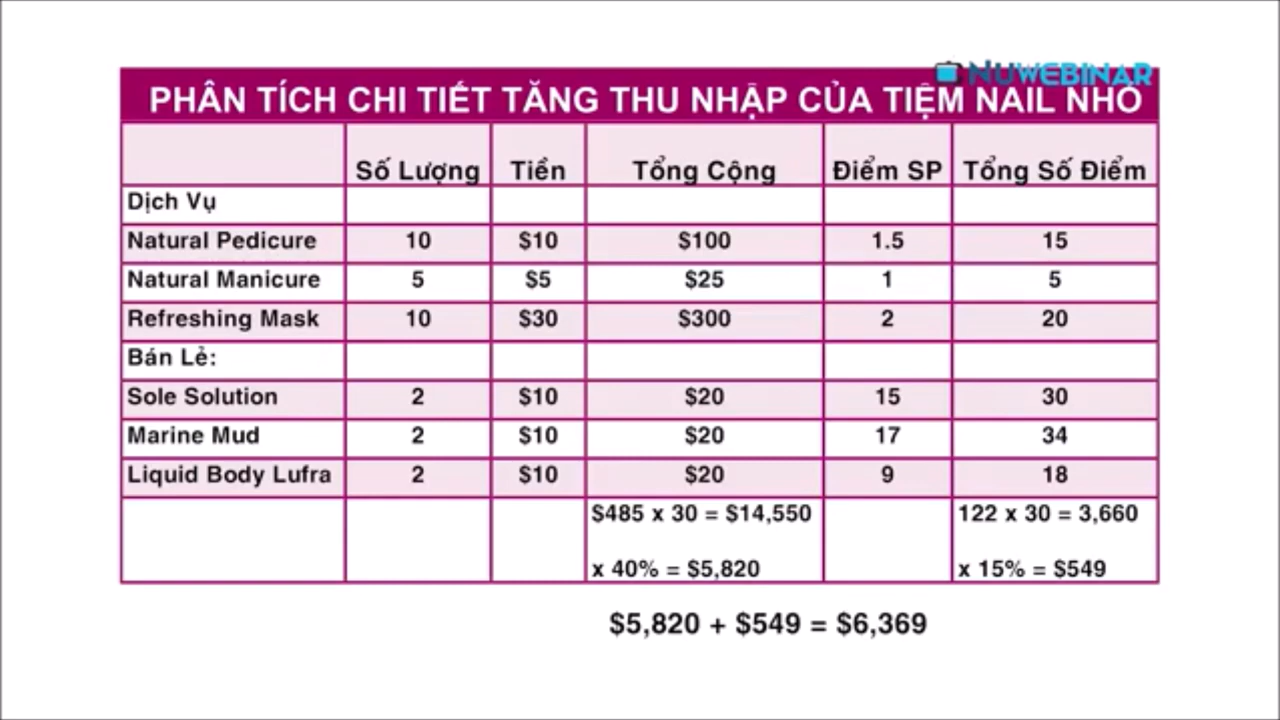 NUWEBINAR
PHÂN TÍCH CHI TIẾT TĂNG THU NHẬP CỦA TIỆM NAIL NHỎ
Số Lượng Tiền Tổng Cộng Điểm SP Tổng Số Điểm
Dịch Vụ
Natural Pedicure 10 $10 $100 1.5 15
Natural Manicure 5 $5 $25 1 5
Refreshing Mask 10 $30 $300 2 20
Bán Lẻ:
Sole Solution 2 $10 $20 15 30
Marine Mud 2 $10 $20 17 34
Liquid Body Lufra 2 $10 $20 9 18
$485 x 30 = $14,550 122 x 30 = 3,660
x 40% = $5,820 x 15% = $549
$5,820 + $549 = $6,369